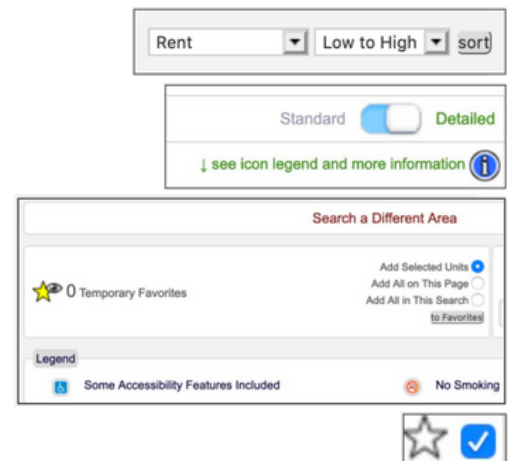 Rent Low to High sort
Standard Detailed
↓ see icon legend and more information
Search a Different Area
0 Temporary Favorites
Add Selected Units
Add All on This Page
Add All in This Search
to Favorites
Legend
Some Accessibility Features Included No Smoking